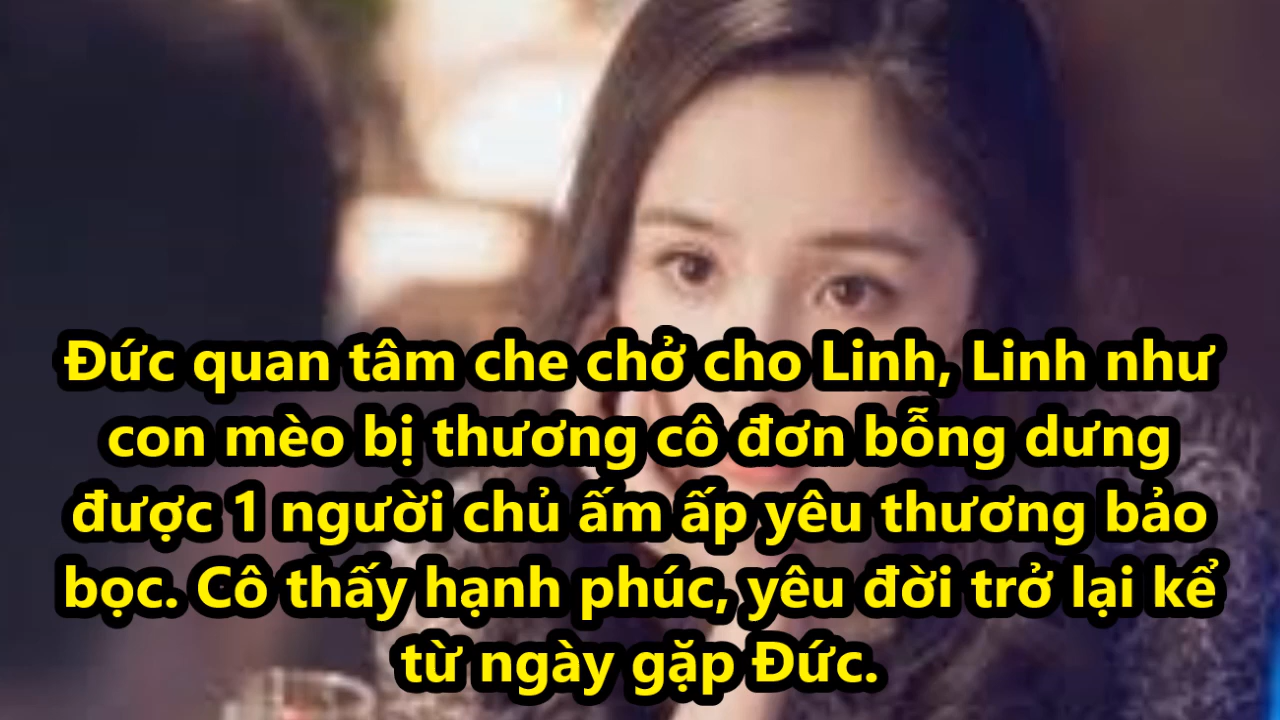 Đức quan tâm che chở cho Linh, Linh như
con mèo bị thương cô đơn bỗng dưng
được 1 người chủ ấm áp yêu thương bảo
bọc. Cô thấy hạnh phúc, yêu đời trở lại kể
từ ngày gặp Đức.